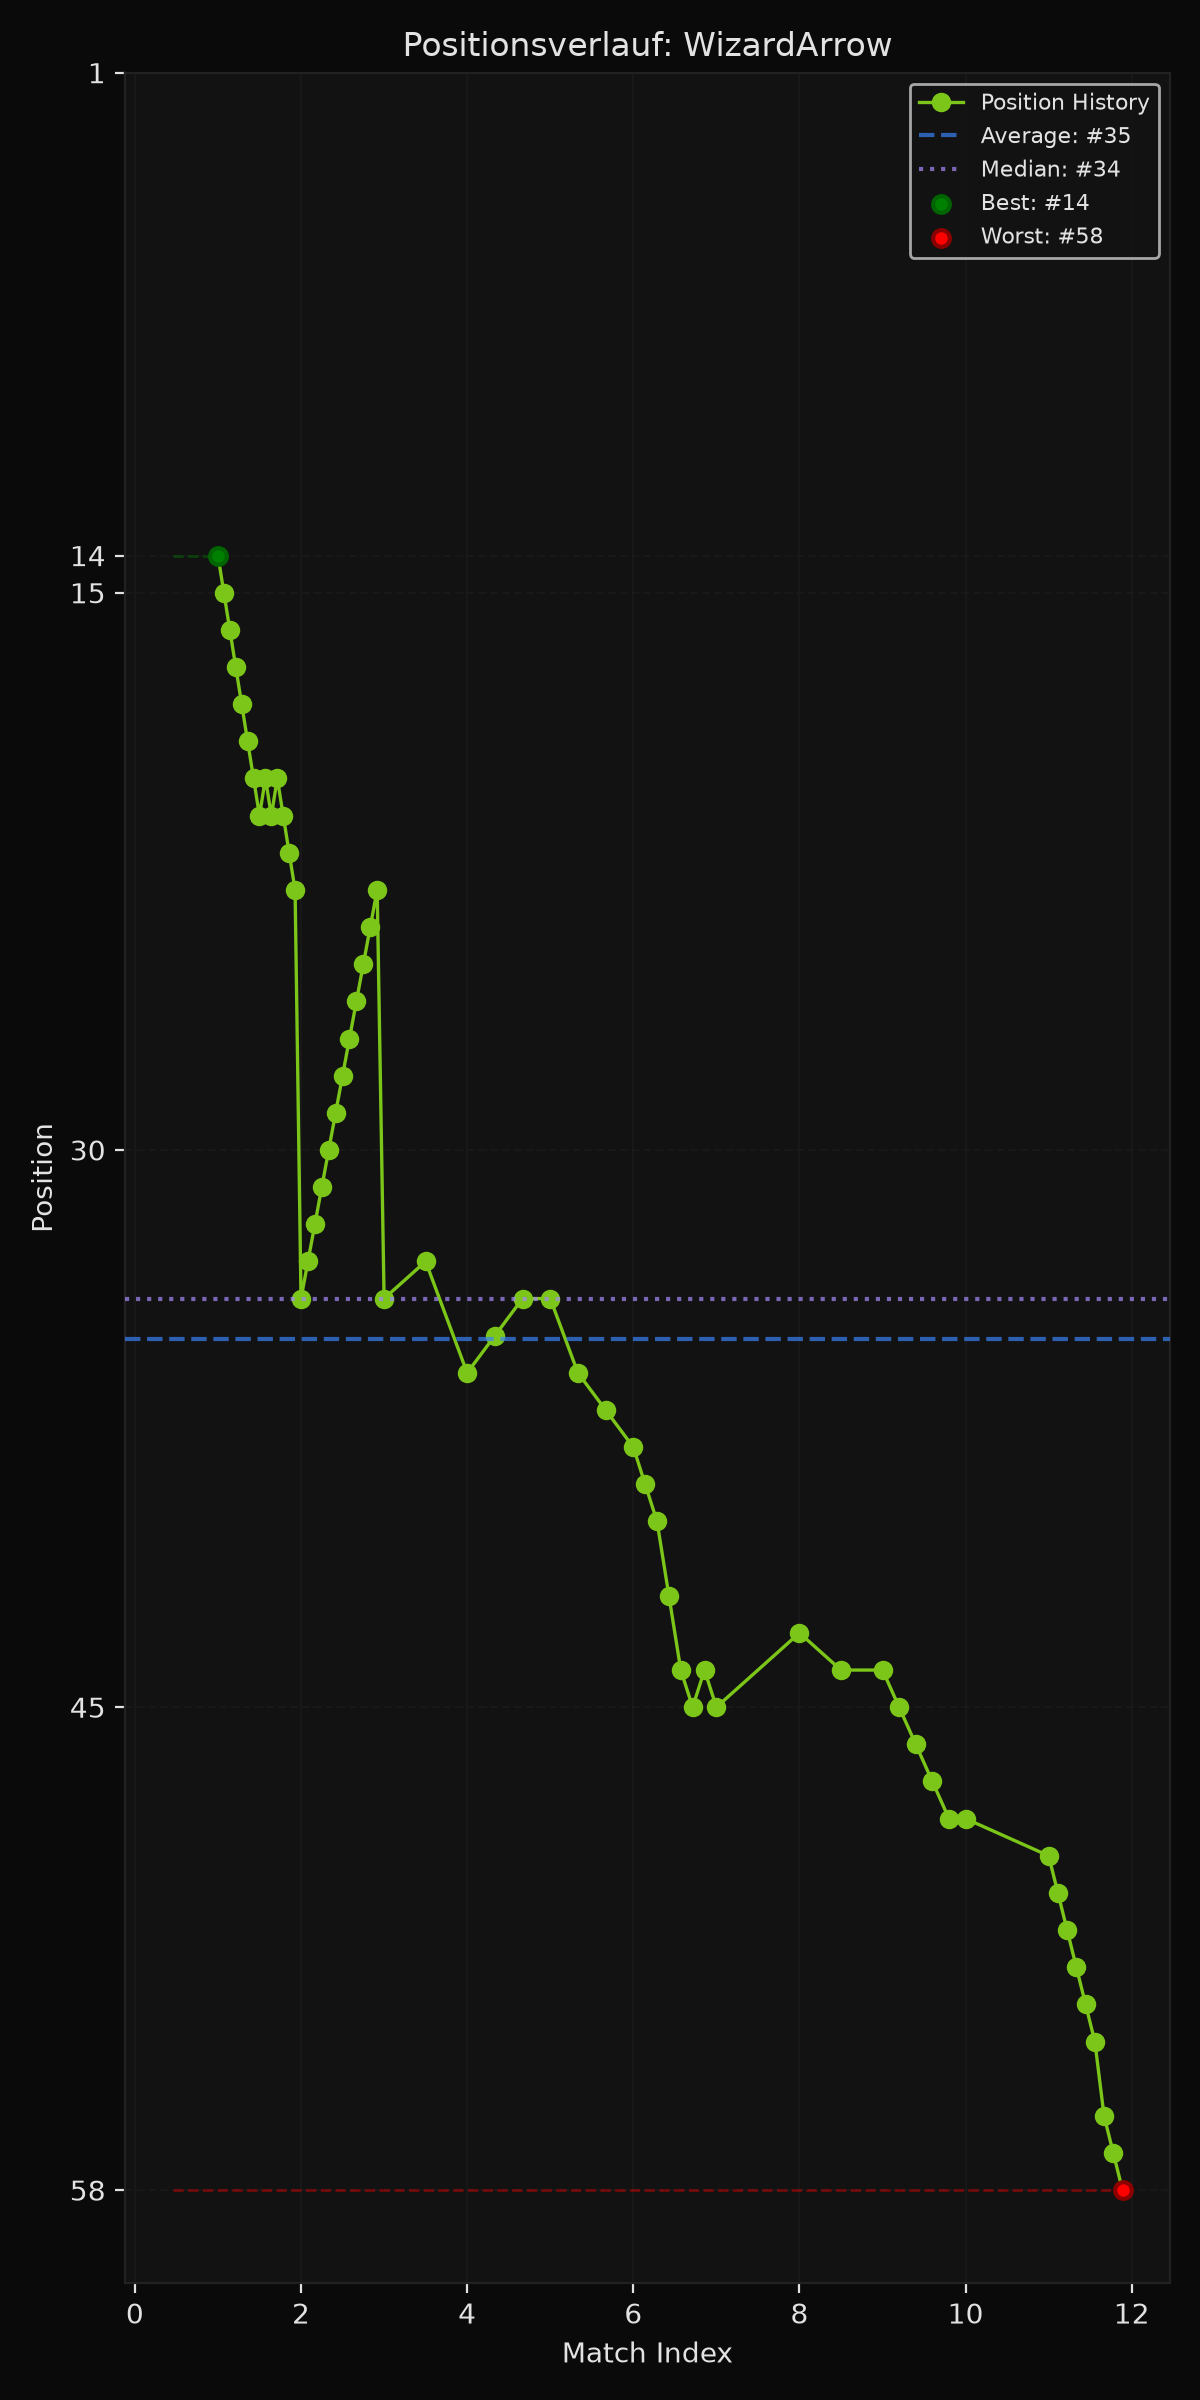 Positionsverlauf: WizardArrow
Position History
Average: #35
Median: #34
Best: #14
Worst: #58
1
14
15
30
45
58
Position
0 2 4 6 8 10 12
Match Index